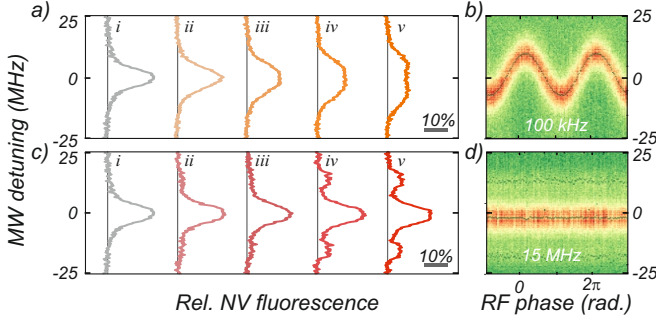 a)
25
0
-25
i
ii
iii
iv
v
10%
b)
25
0
-25
100 kHz
MW detuning (MHz)
c)
25
0
-25
i
ii
iii
iv
v
10%
d)
25
0
-25
15 MHz
0
2π
Rel. NV fluorescence
RF phase (rad.)